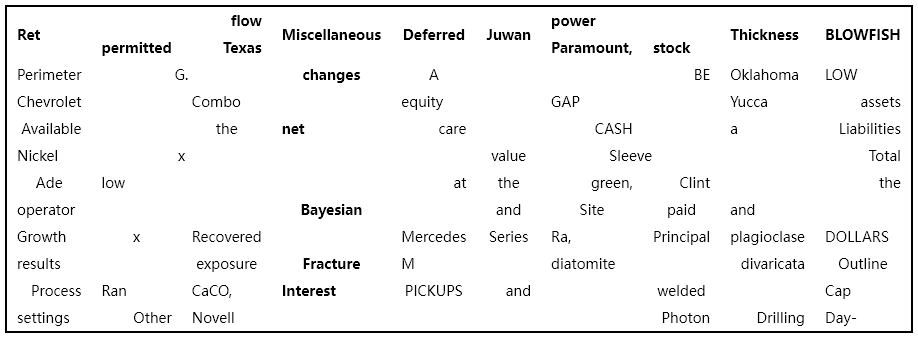 Ret permitted flow Texas Miscellaneous Deferred Juwan power Paramount, stock Thickness BLOWFISH
Perimeter G. changes A BE Oklahoma LOW
Chevrolet Combo equity GAP Yucca assets
Available the net care CASH a Liabilities
Nickel x value Sleeve Total
Ade low at the green, Clint the
operator Bayesian and Site paid and
Growth x Recovered Mercedes Series Ra, Principal plagioclase DOLLARS
results exposure Fracture M diatomite divaricata Outline
Process Ran CaCO, Interest PICKUPS and welded Cap
settings Other Novell Photon Drilling Day-